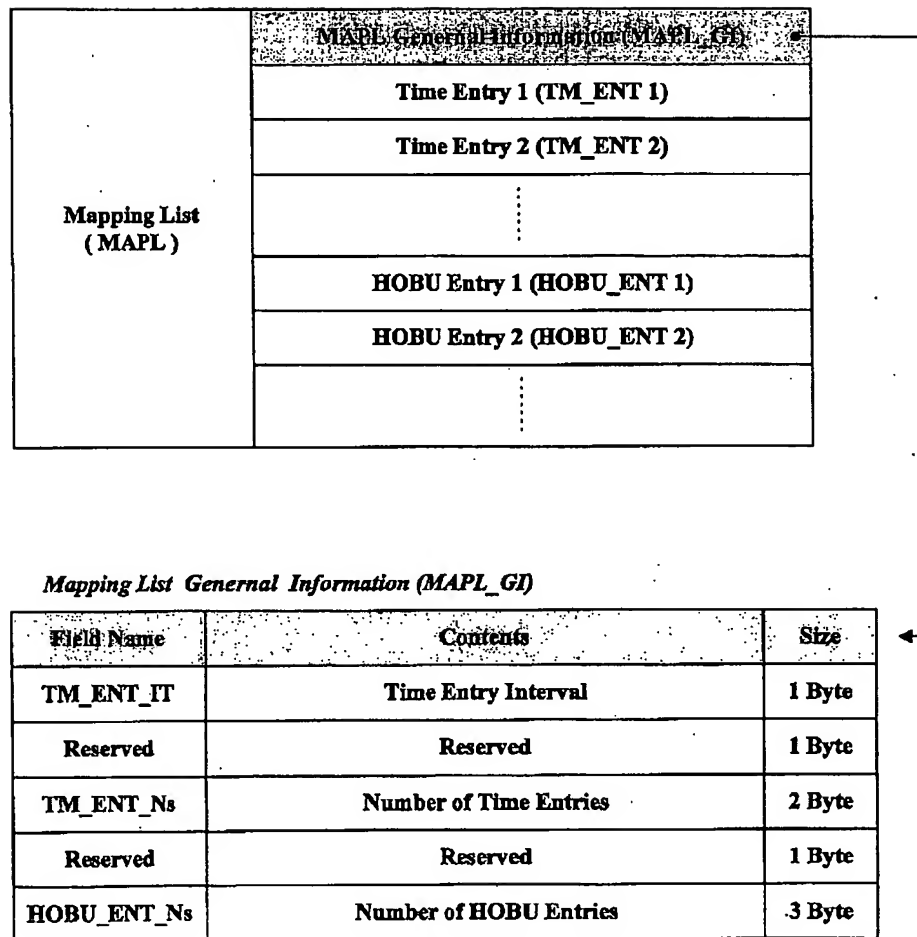 MAPL Genernal Information (MAPL_GI)
Mapping List
( MAPL )
Time Entry 1 (TM_ENT 1)
Time Entry 2 (TM_ENT 2)
HOBU Entry 1 (HOBU_ENT 1)
HOBU Entry 2 (HOBU_ENT 2)
Mapping List Genernal Information (MAPL_GI)
Field Name Contents Size
TM_ENT_IT Time Entry Interval 1 Byte
Reserved Reserved 1 Byte
TM_ENT_Ns Number of Time Entries 2 Byte
Reserved Reserved 1 Byte
HOBU_ENT_Ns Number of HOBU Entries 3 Byte